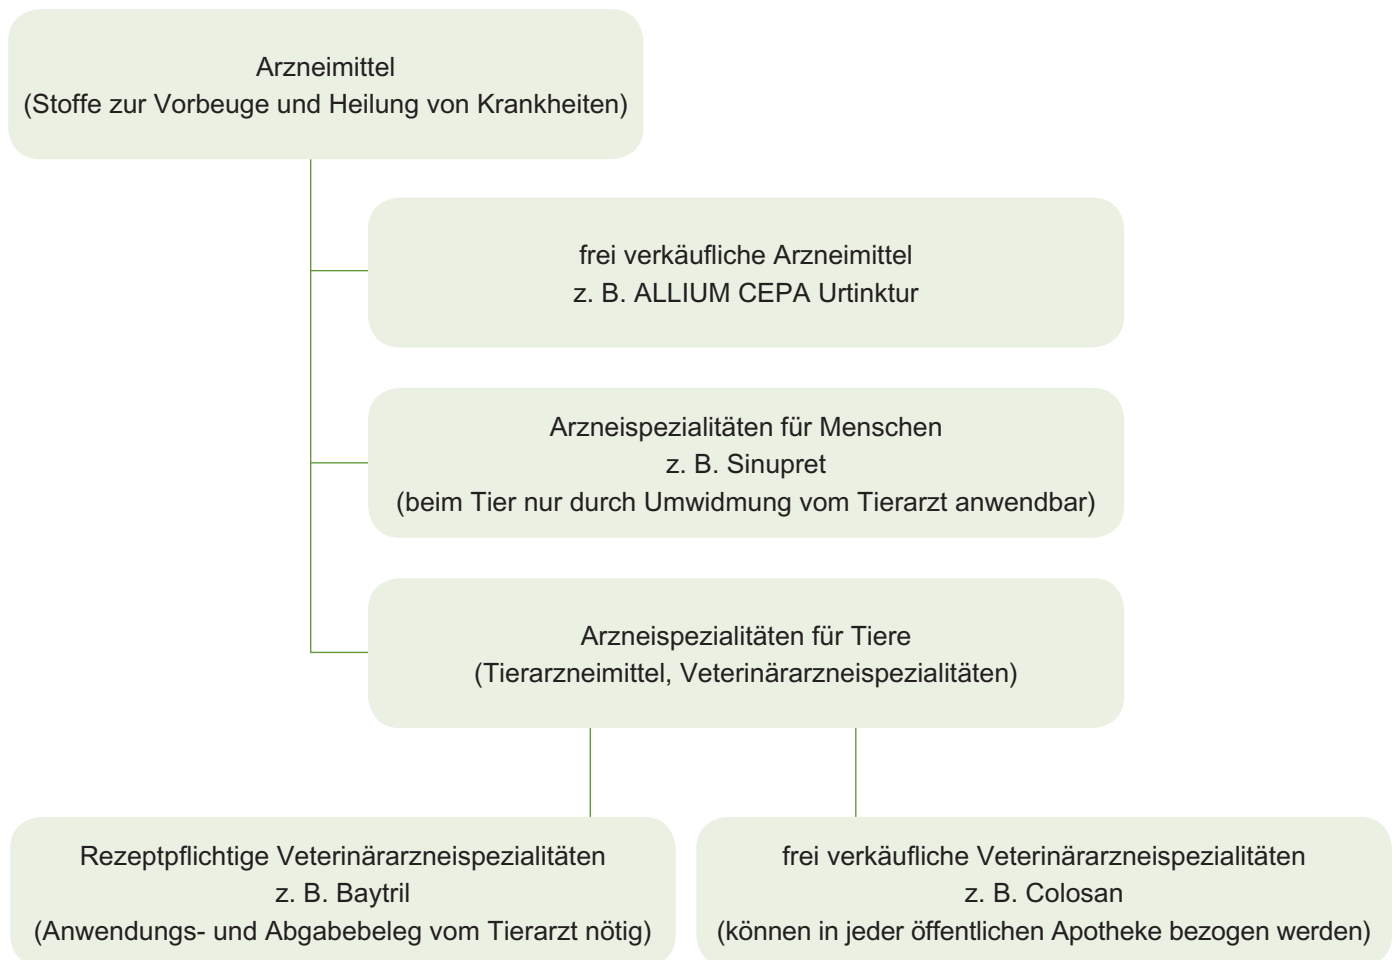 Arzneimittel
(Stoffe zur Vorbeuge und Heilung von Krankheiten)
frei verkäufliche Arzneimittel
z. B. ALLIUM CEPA Urtinktur
Arzneispezialitäten für Menschen
z. B. Sinupret
(beim Tier nur durch Umwidmung vom Tierarzt anwendbar)
Arzneispezialitäten für Tiere
(Tierarzneimittel, Veterinärarzneispezialitäten)
Rezeptpflichtige Veterinärarzneispezialitäten
z. B. Baytril
(Anwendungs- und Abgabebeleg vom Tierarzt nötig)
frei verkäufliche Veterinärarzneispezialitäten
z. B. Colosan
(können in jeder öffentlichen Apotheke bezogen werden)